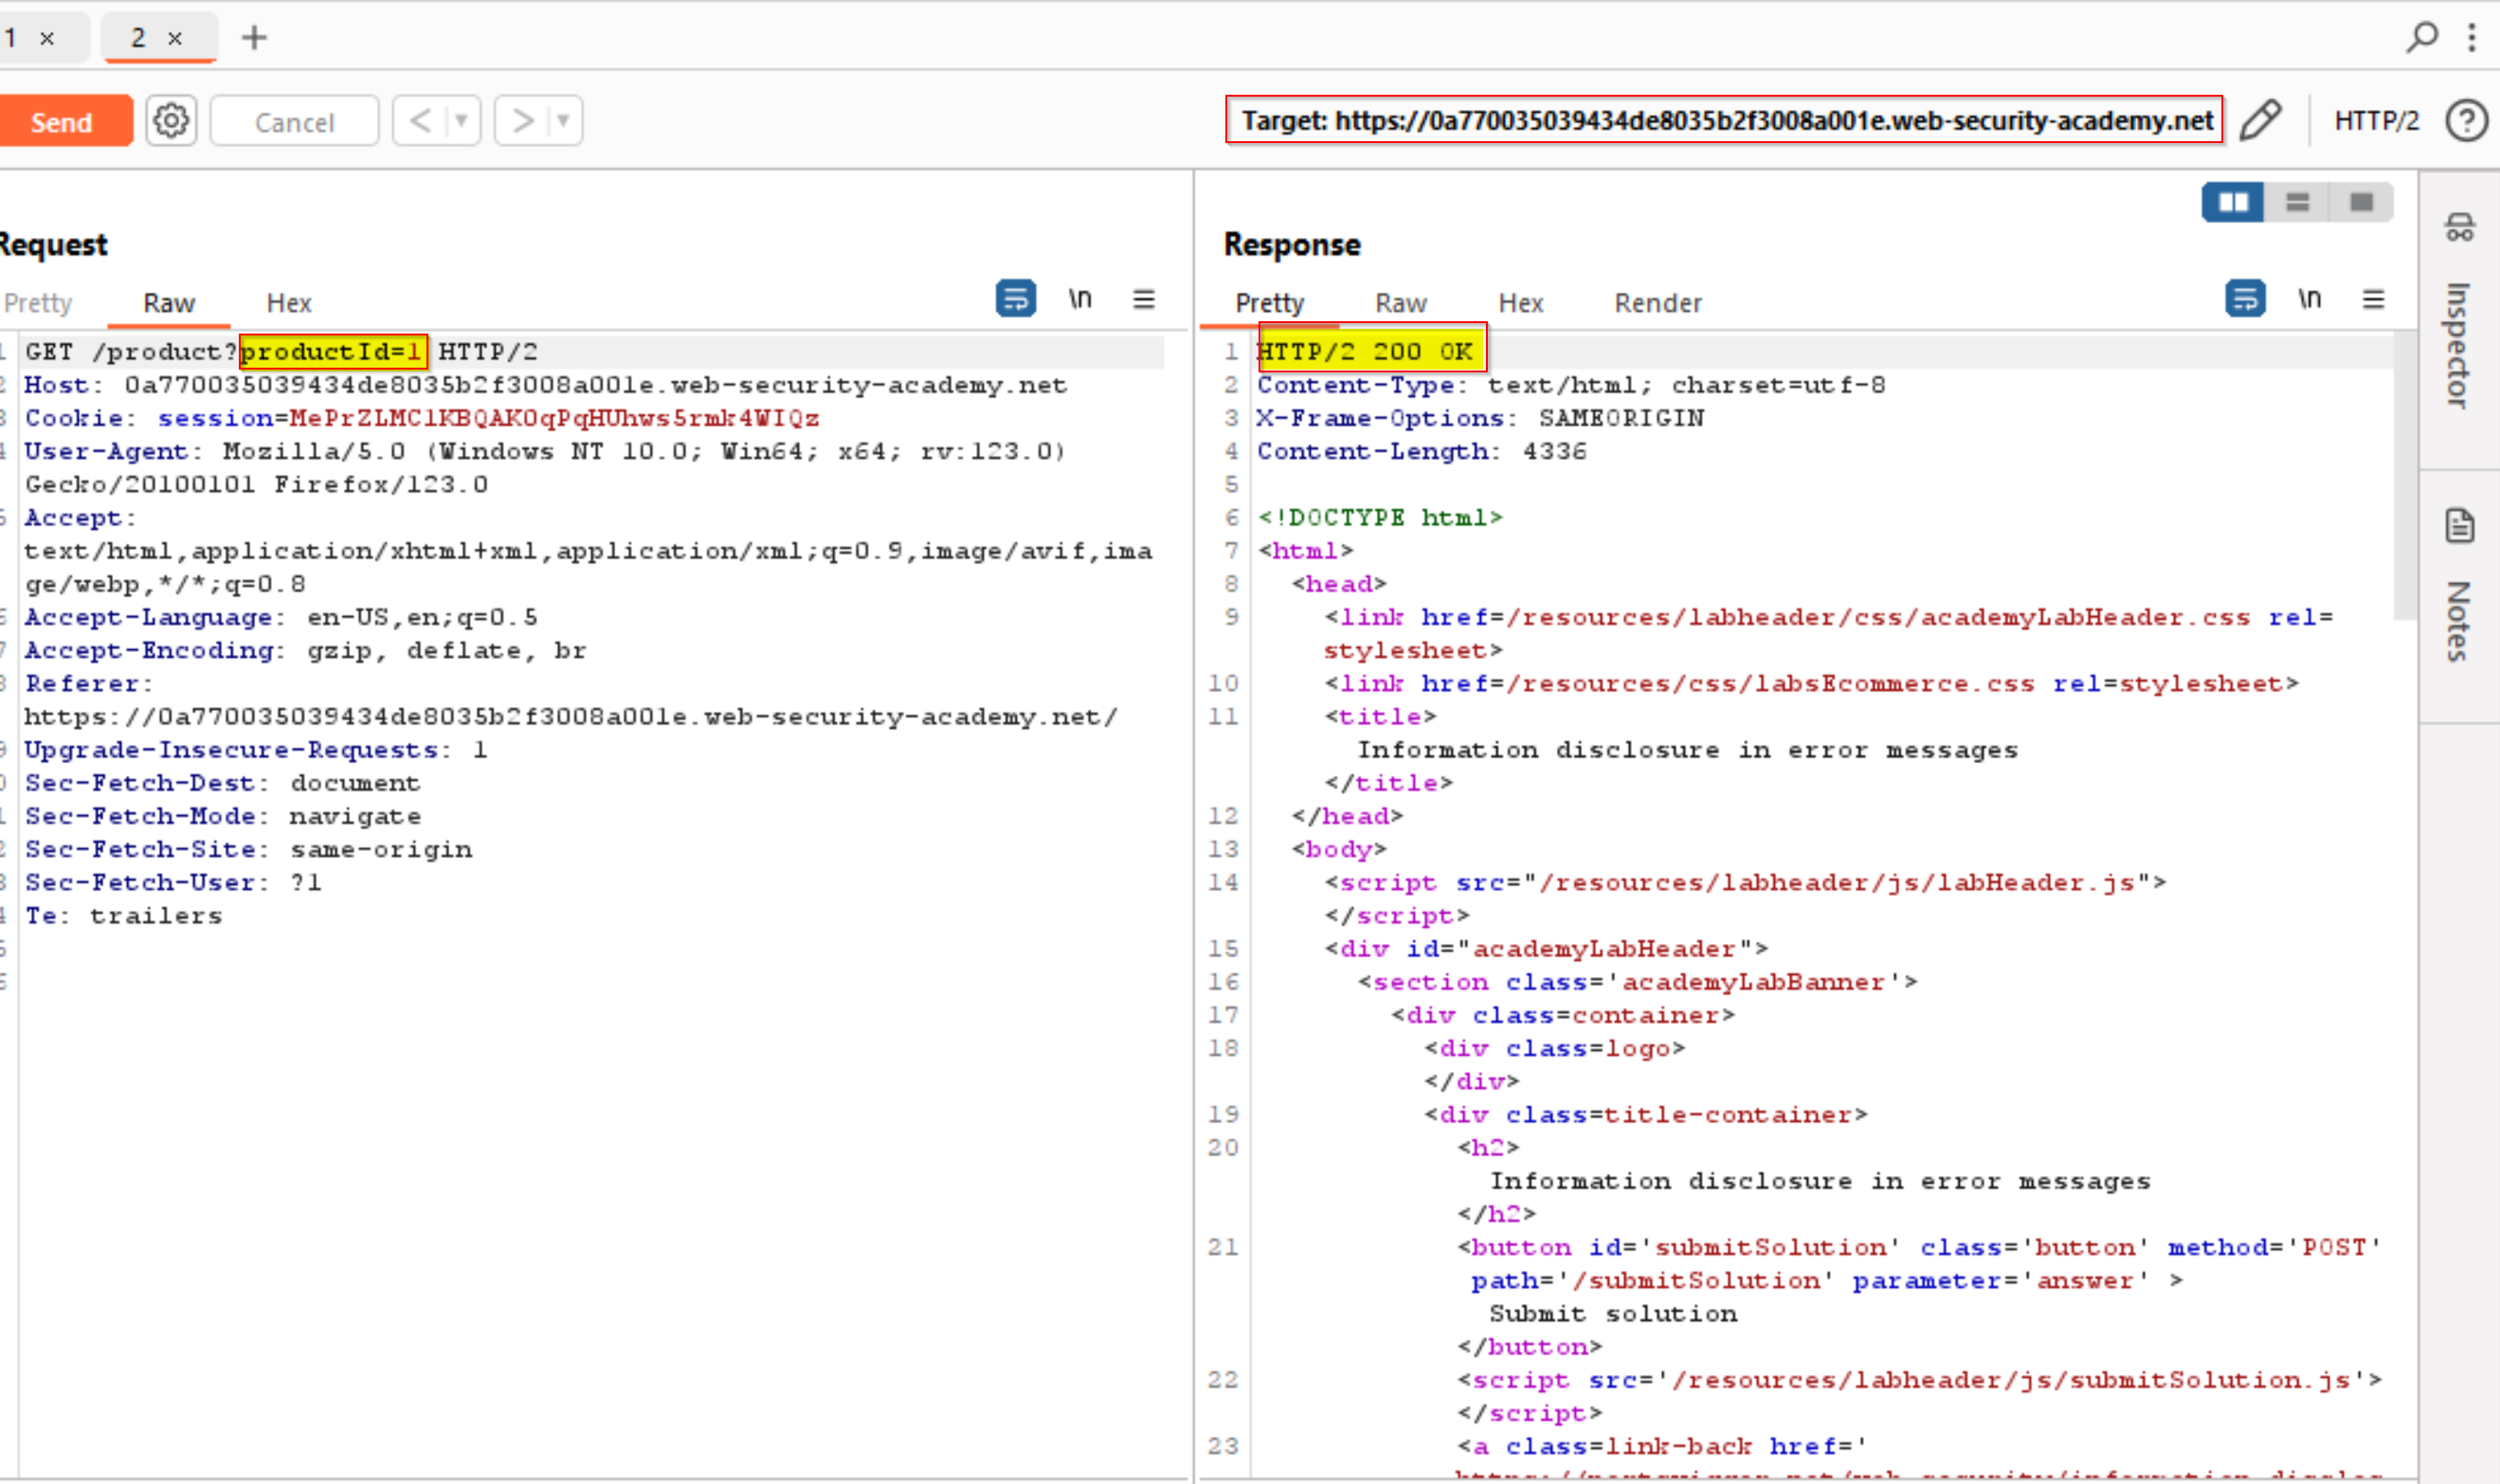 1 × 2 × +
Send Cancel < >
Target: https://0a770035039434de8035b2f3008a001e.web-security-academy.net HTTP/2 ?
Request
Pretty Raw Hex \n
1 GET /product?productId=1 HTTP/2
2 Host: 0a770035039434de8035b2f3008a001e.web-security-academy.net
3 Cookie: session=MePrZLMClKBQAKOqPqHUhws5rmk4WIQz
4 User-Agent: Mozilla/5.0 (Windows NT 10.0; Win64; x64; rv:123.0)
Gecko/20100101 Firefox/123.0
5 Accept:
text/html,application/xhtml+xml,application/xml;q=0.9,image/avif,ima
ge/webp,*/*;q=0.8
6 Accept-Language: en-US,en;q=0.5
7 Accept-Encoding: gzip, deflate, br
8 Referer:
https://0a770035039434de8035b2f3008a001e.web-security-academy.net/
9 Upgrade-Insecure-Requests: 1
0 Sec-Fetch-Dest: document
1 Sec-Fetch-Mode: navigate
2 Sec-Fetch-Site: same-origin
3 Sec-Fetch-User: ?1
4 Te: trailers
5
6
Response
Pretty Raw Hex Render \n
1 HTTP/2 200 OK
2 Content-Type: text/html; charset=utf-8
3 X-Frame-Options: SAMEORIGIN
4 Content-Length: 4336
5
6 <!DOCTYPE html>
7 <html>
8 <head>
9 <link href=/resources/labheader/css/academyLabHeader.css rel=
stylesheet>
10 <link href=/resources/css/labsEcommerce.css rel=stylesheet>
11 <title>
Information disclosure in error messages
</title>
12 </head>
13 <body>
14 <script src="/resources/labheader/js/labHeader.js">
</script>
15 <div id="academyLabHeader">
16 <section class='academyLabBanner'>
17 <div class=container>
18 <div class=logo>
</div>
19 <div class=title-container>
20 <h2>
Information disclosure in error messages
</h2>
21 <button id='submitSolution' class='button' method='POST'
path='/submitSolution' parameter='answer' >
Submit solution
</button>
22 <script src='/resources/labheader/js/submitSolution.js'>
</script>
23 <a class=link-back href='
Inspector
Notes